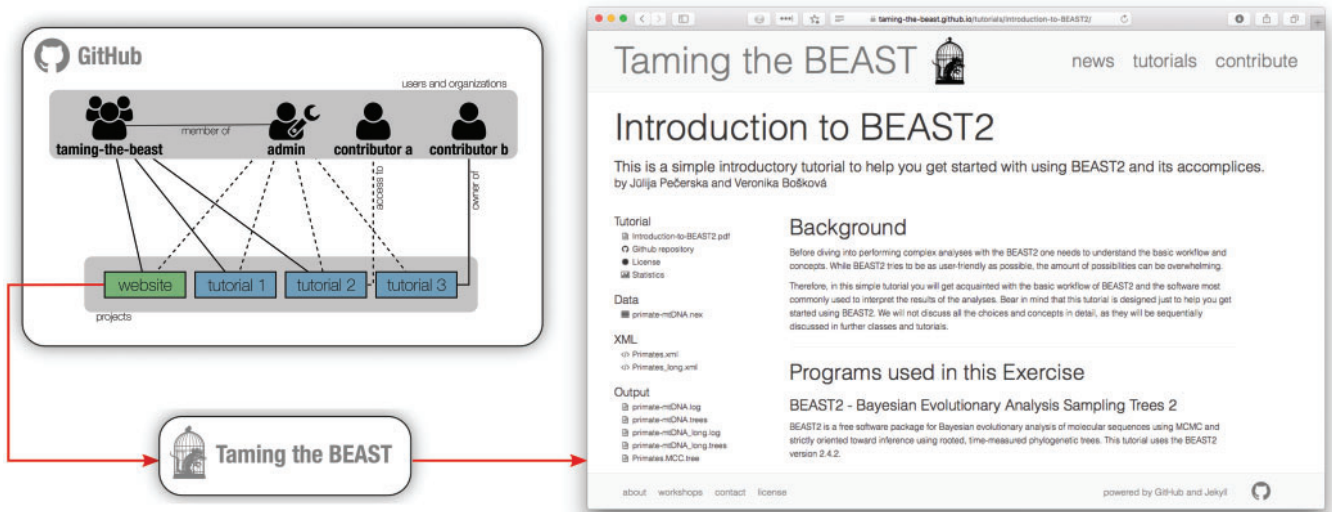 GitHub
users and organizations
member of
taming-the-beast
admin
contributor a
contributor b
access to
owner of
website
tutorial 1
tutorial 2
tutorial 3
projects
Taming the BEAST
taming-the-beast.github.io/tutorials/Introduction-to-BEAST2/
Taming the BEAST
news tutorials contribute
Introduction to BEAST2
This is a simple introductory tutorial to help you get started with using BEAST2 and its accomplices.
by Jūlija Pečerska and Veronika Bošková
Tutorial
Introduction-to-BEAST2.pdf
Github repository
License
Statistics
Data
primate-mtDNA.nex
XML
Primates.xml
Primates_long.xml
Output
primate-mtDNA.log
primate-mtDNA.trees
primate-mtDNA_long.log
primate-mtDNA_long.trees
Primates.MCC.tree
Background
Before diving into performing complex analyses with the BEAST2 one needs to understand the basic workflow and
concepts. While BEAST2 tries to be as user-friendly as possible, the amount of possibilities can be overwhelming.
Therefore, in this simple tutorial you will get acquainted with the basic workflow of BEAST2 and the software most
commonly used to interpret the results of the analyses. Bear in mind that this tutorial is designed just to help you get
started using BEAST2. We will not discuss all the choices and concepts in detail, as they will be sequentially
discussed in further classes and tutorials.
Programs used in this Exercise
BEAST2 - Bayesian Evolutionary Analysis Sampling Trees 2
BEAST2 is a free software package for Bayesian evolutionary analysis of molecular sequences using MCMC and
strictly oriented toward inference using rooted, time-measured phylogenetic trees. This tutorial uses the BEAST2
version 2.4.2.
about workshops contact license
powered by GitHub and Jekyll